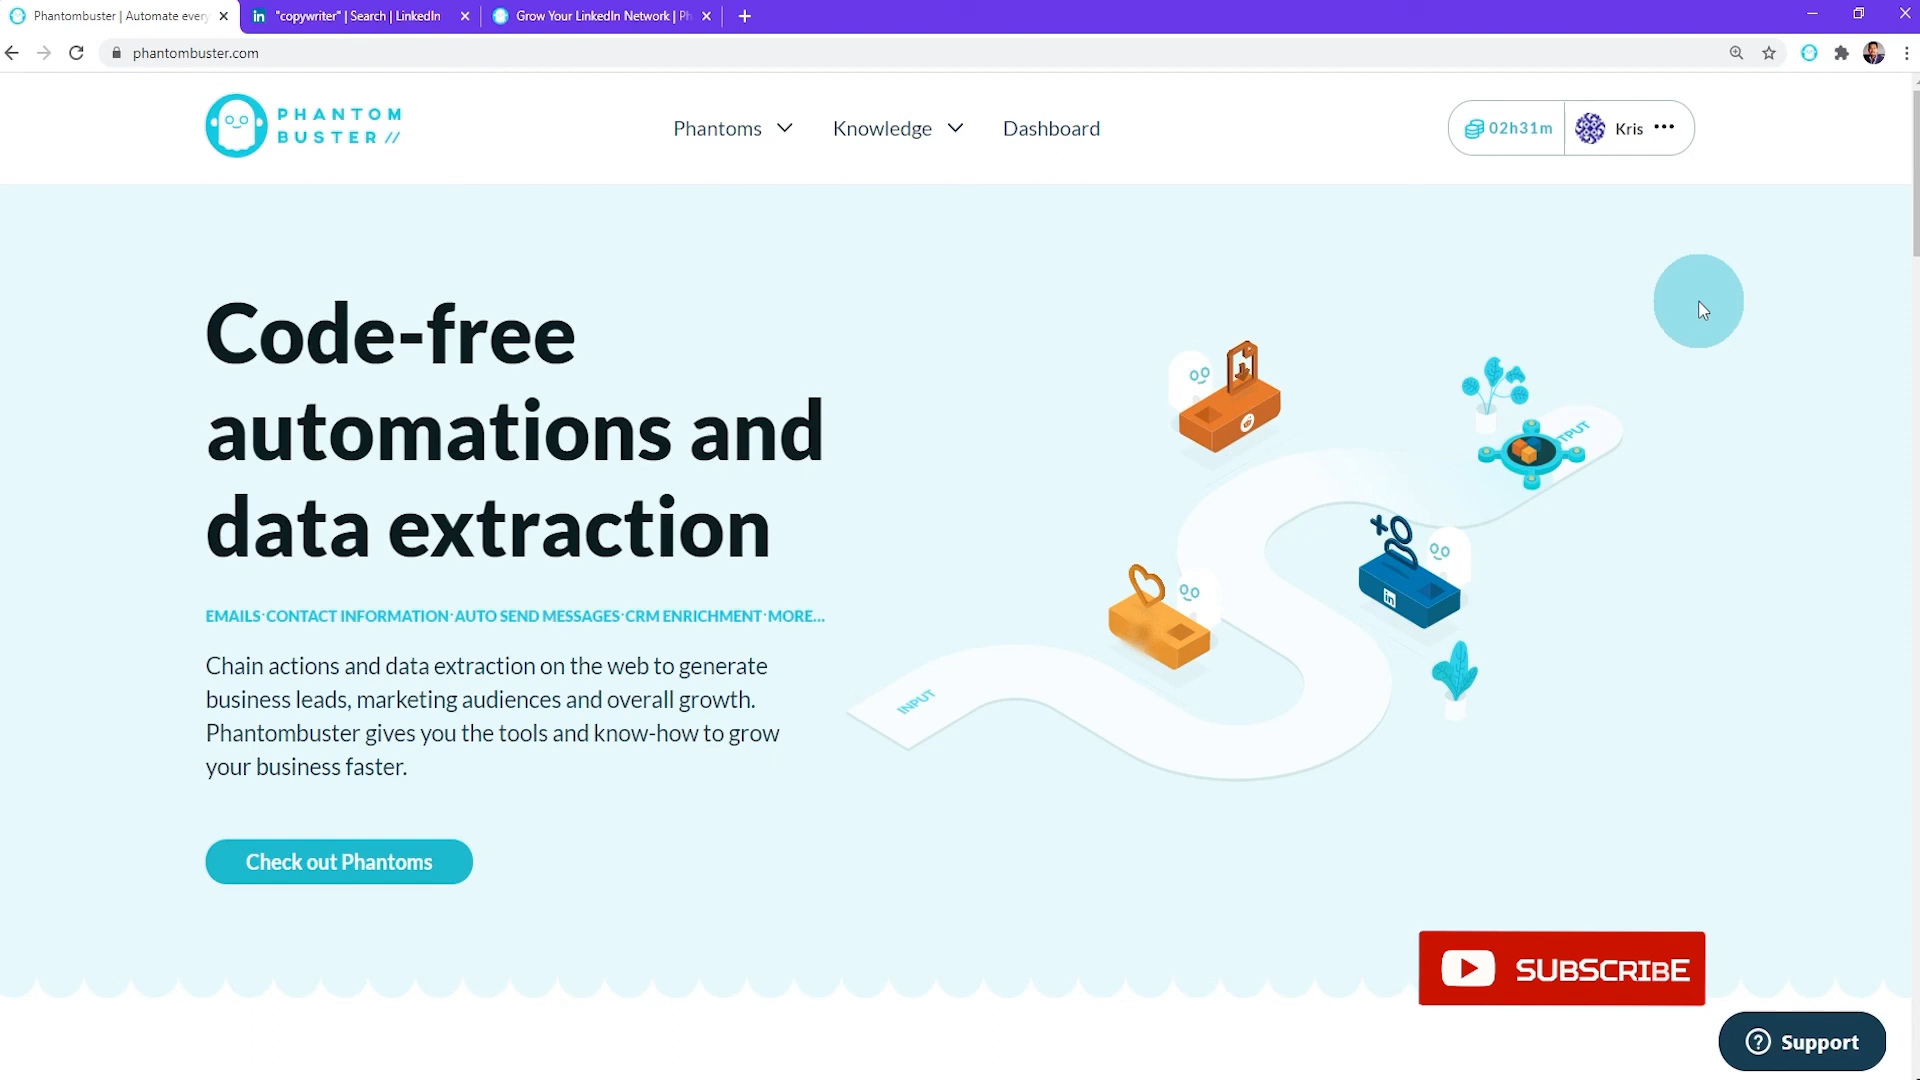 Phantombuster | Automate every
"copywriter" | Search | LinkedIn
Grow Your LinkedIn Network | Ph
phantombuster.com
PHANTOM
BUSTER //
Phantoms
Knowledge
Dashboard
02h31m
Kris
Code-free
automations and
data extraction
EMAILS·CONTACT INFORMATION·AUTO SEND MESSAGES·CRM ENRICHMENT·MORE...
Chain actions and data extraction on the web to generate
business leads, marketing audiences and overall growth.
Phantombuster gives you the tools and know-how to grow
your business faster.
Check out Phantoms
INPUT
TPUT
in
SUBSCRIBE
Support